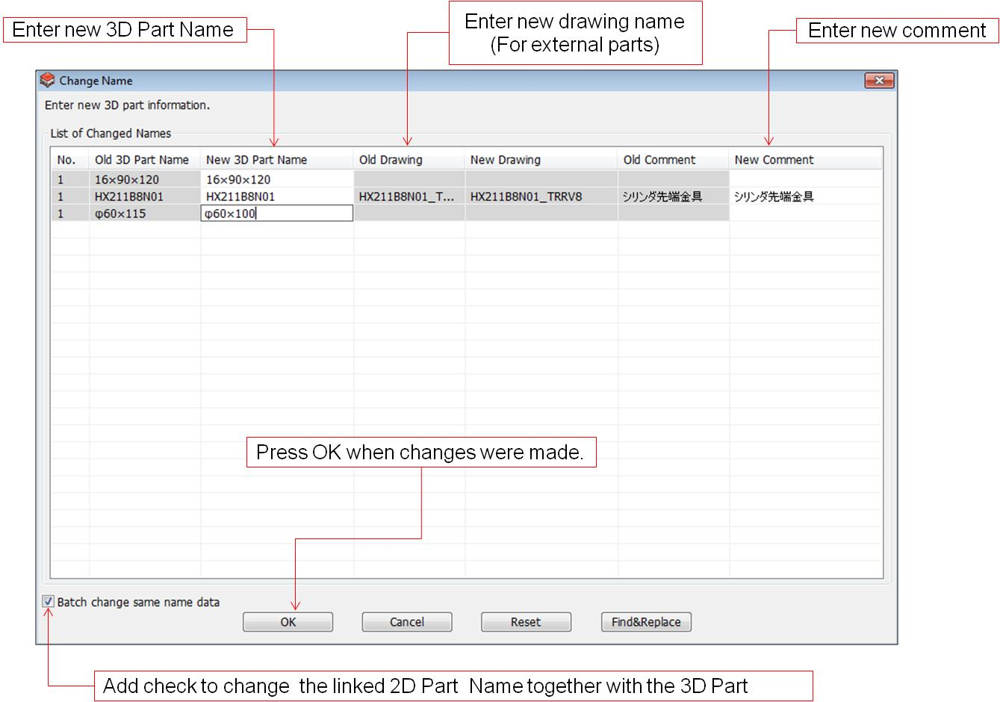 Enter new 3D Part Name
Enter new drawing name
(For external parts)
Enter new comment
Change Name
Enter new 3D part information.
List of Changed Names
No. Old 3D Part Name New 3D Part Name Old Drawing New Drawing Old Comment New Comment
1 16×90×120 16×90×120
1 HX211B8N01 HX211B8N01 HX211B8N01_T... HX211B8N01_TRRV8 シリンダ先端金具 シリンダ先端金具
1 φ60×115 φ60×100
Press OK when changes were made.
Batch change same name data
OK Cancel Reset Find&Replace
Add check to change the linked 2D Part Name together with the 3D Part